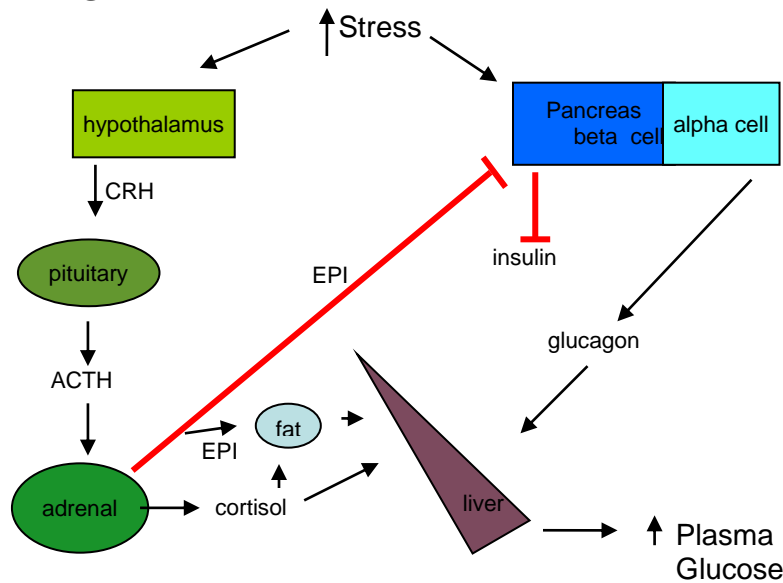 Stress
hypothalamus
Pancreas
beta cell
alpha cell
CRH
insulin
pituitary
EPI
glucagon
ACTH
fat
EPI
adrenal
cortisol
liver
Plasma
Glucose